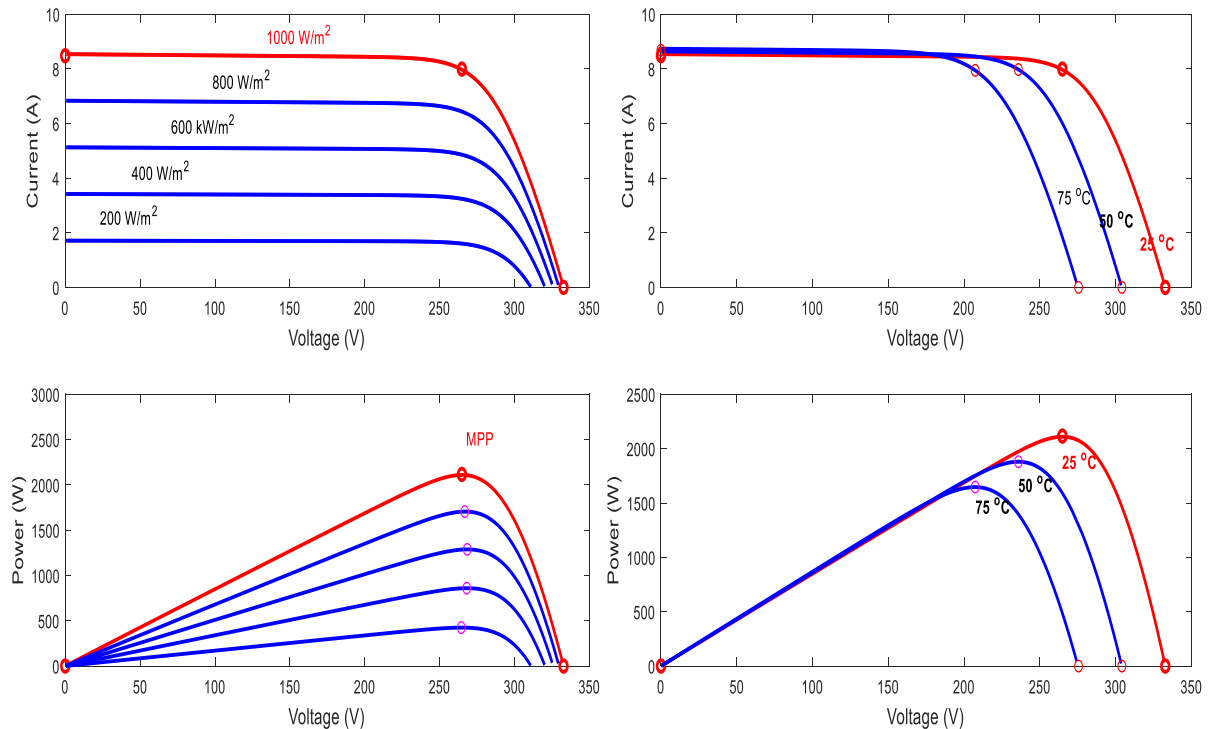 10
8
6
4
2
0
Current (A)
1000 W/m²
800 W/m²
600 kW/m²
400 W/m²
200 W/m²
0 50 100 150 200 250 300 350
Voltage (V)
10
8
6
4
2
0
Current (A)
75 °C
50 °C
25 °C
0 50 100 150 200 250 300 350
Voltage (V)
3000
2500
2000
1500
1000
500
0
Power (W)
MPP
0 50 100 150 200 250 300 350
Voltage (V)
2500
2000
1500
1000
500
0
Power (W)
25 °C
50 °C
75 °C
0 50 100 150 200 250 300 350
Voltage (V)